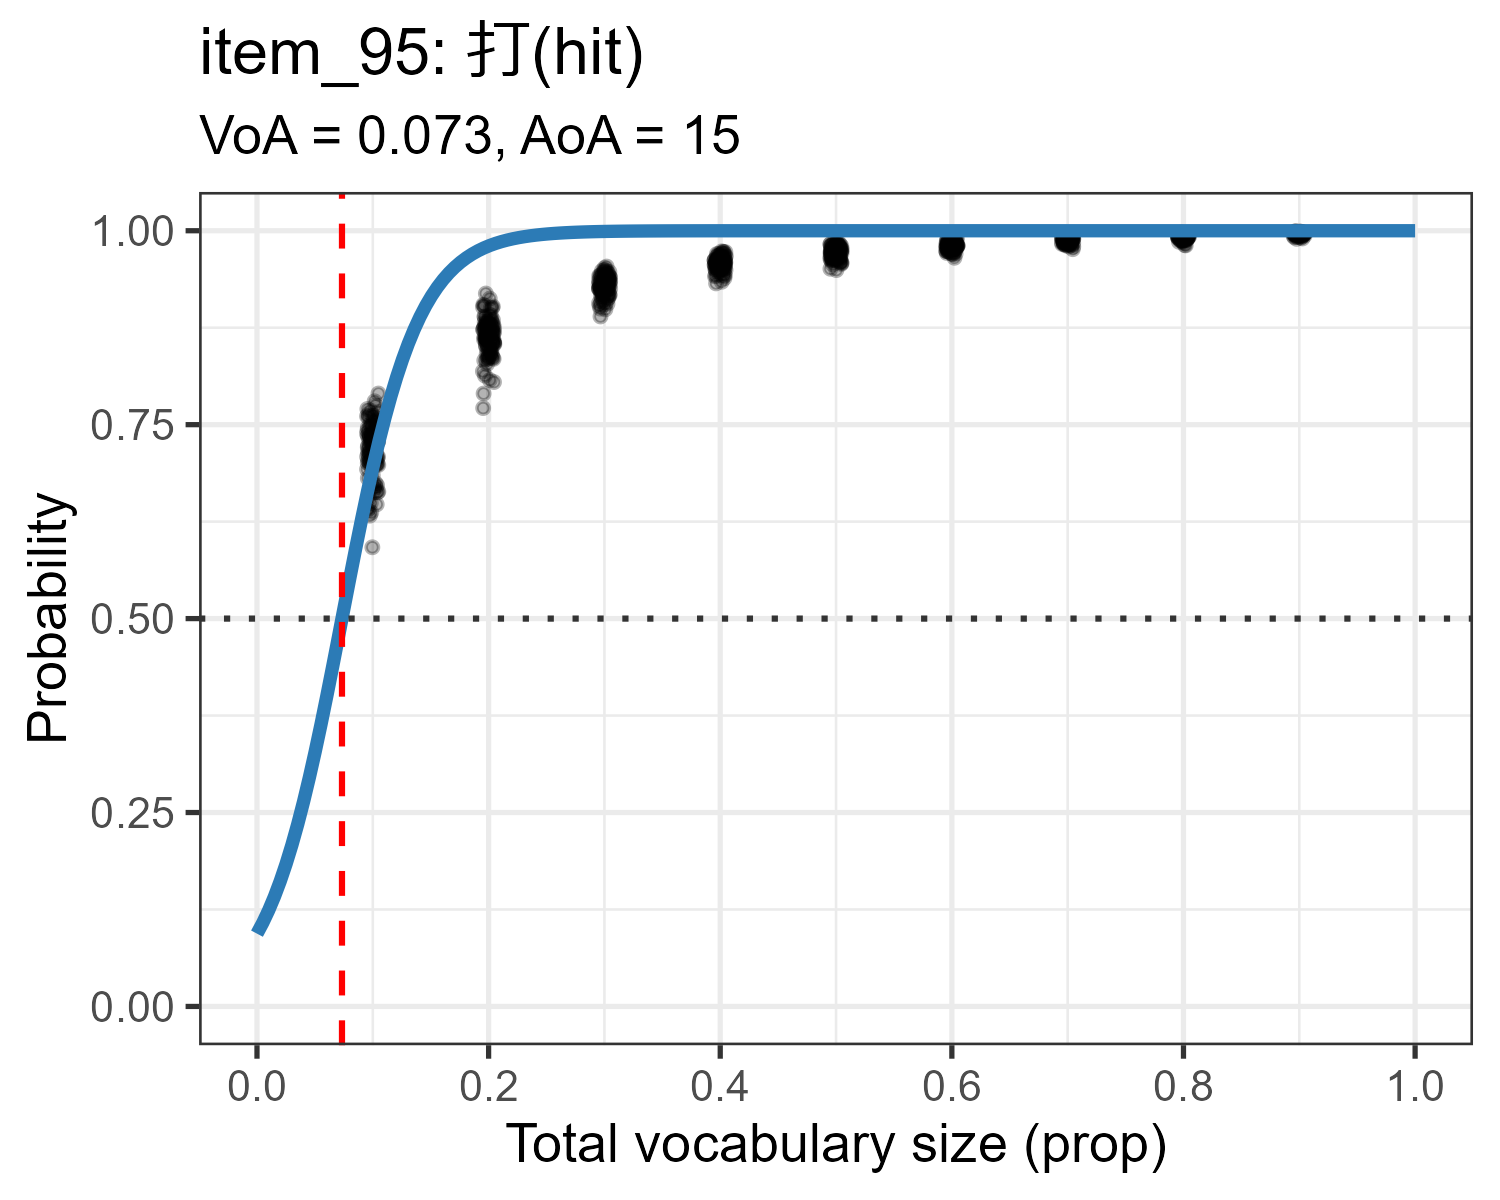 item_95: 打(hit)
VoA = 0.073, AoA = 15
1.00
0.75
0.50
0.25
0.00
Probability
0.0 0.2 0.4 0.6 0.8 1.0
Total vocabulary size (prop)